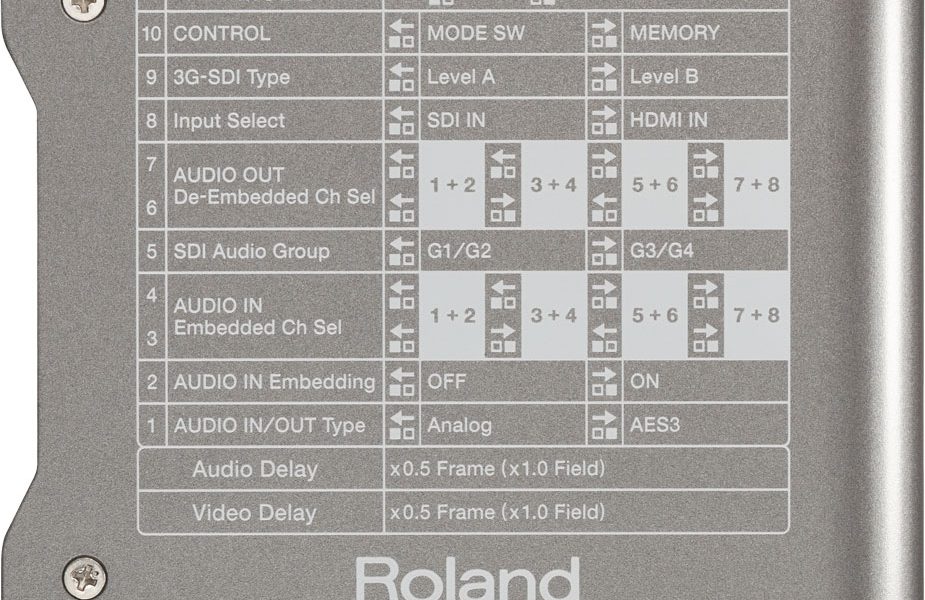 10 CONTROL MODE SW MEMORY
9 3G-SDI Type Level A Level B
8 Input Select SDI IN HDMI IN
7
AUDIO OUT
De-Embedded Ch Sel
1 + 2 3 + 4 5 + 6 7 + 8
6
5 SDI Audio Group G1/G2 G3/G4
4
AUDIO IN
Embedded Ch Sel
1 + 2 3 + 4 5 + 6 7 + 8
3
2 AUDIO IN Embedding OFF ON
1 AUDIO IN/OUT Type Analog AES3
Audio Delay x0.5 Frame (x1.0 Field)
Video Delay x0.5 Frame (x1.0 Field)
Roland